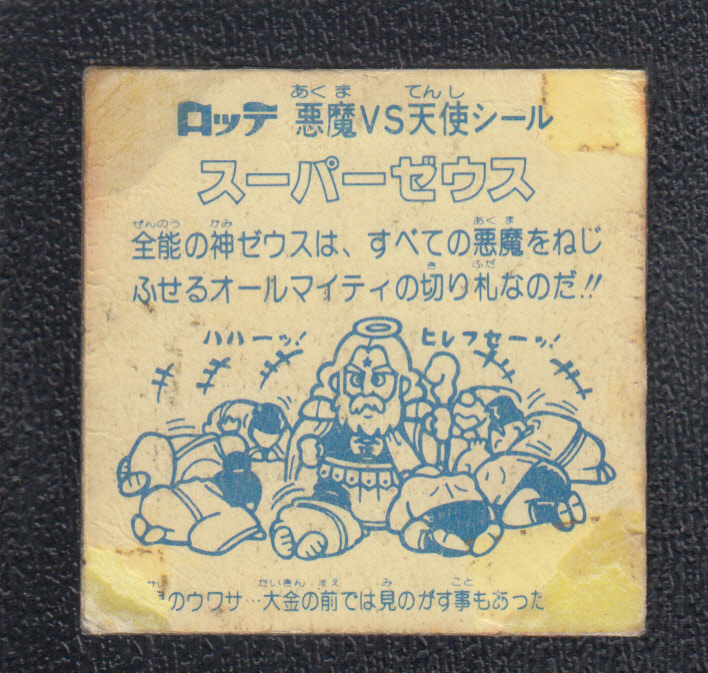 ロッテ 悪魔VS天使シール
あくま てんし
スーパーゼウス
ぜんのう かみ あくま
全能の神ゼウスは、すべての悪魔をねじ
き ふだ
ふせるオールマイティの切り札なのだ!!
ハハーッ! ヒレフセーッ!
たいきん まえ み こと
のウワサ…大金の前では見のがす事もあった